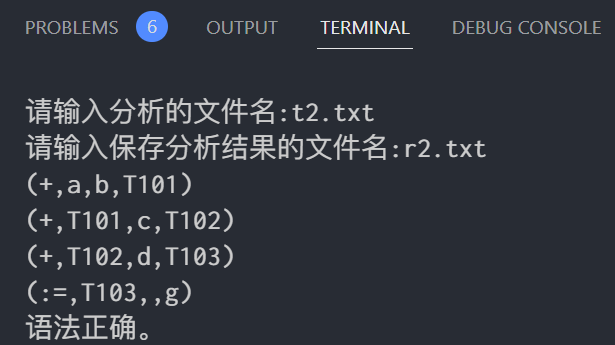 PROBLEMS 6 OUTPUT TERMINAL DEBUG CONSOLE
请输入分析的文件名:t2.txt
请输入保存分析结果的文件名:r2.txt
(+,a,b,T101)
(+,T101,c,T102)
(+,T102,d,T103)
(:=,T103,,g)
语法正确。